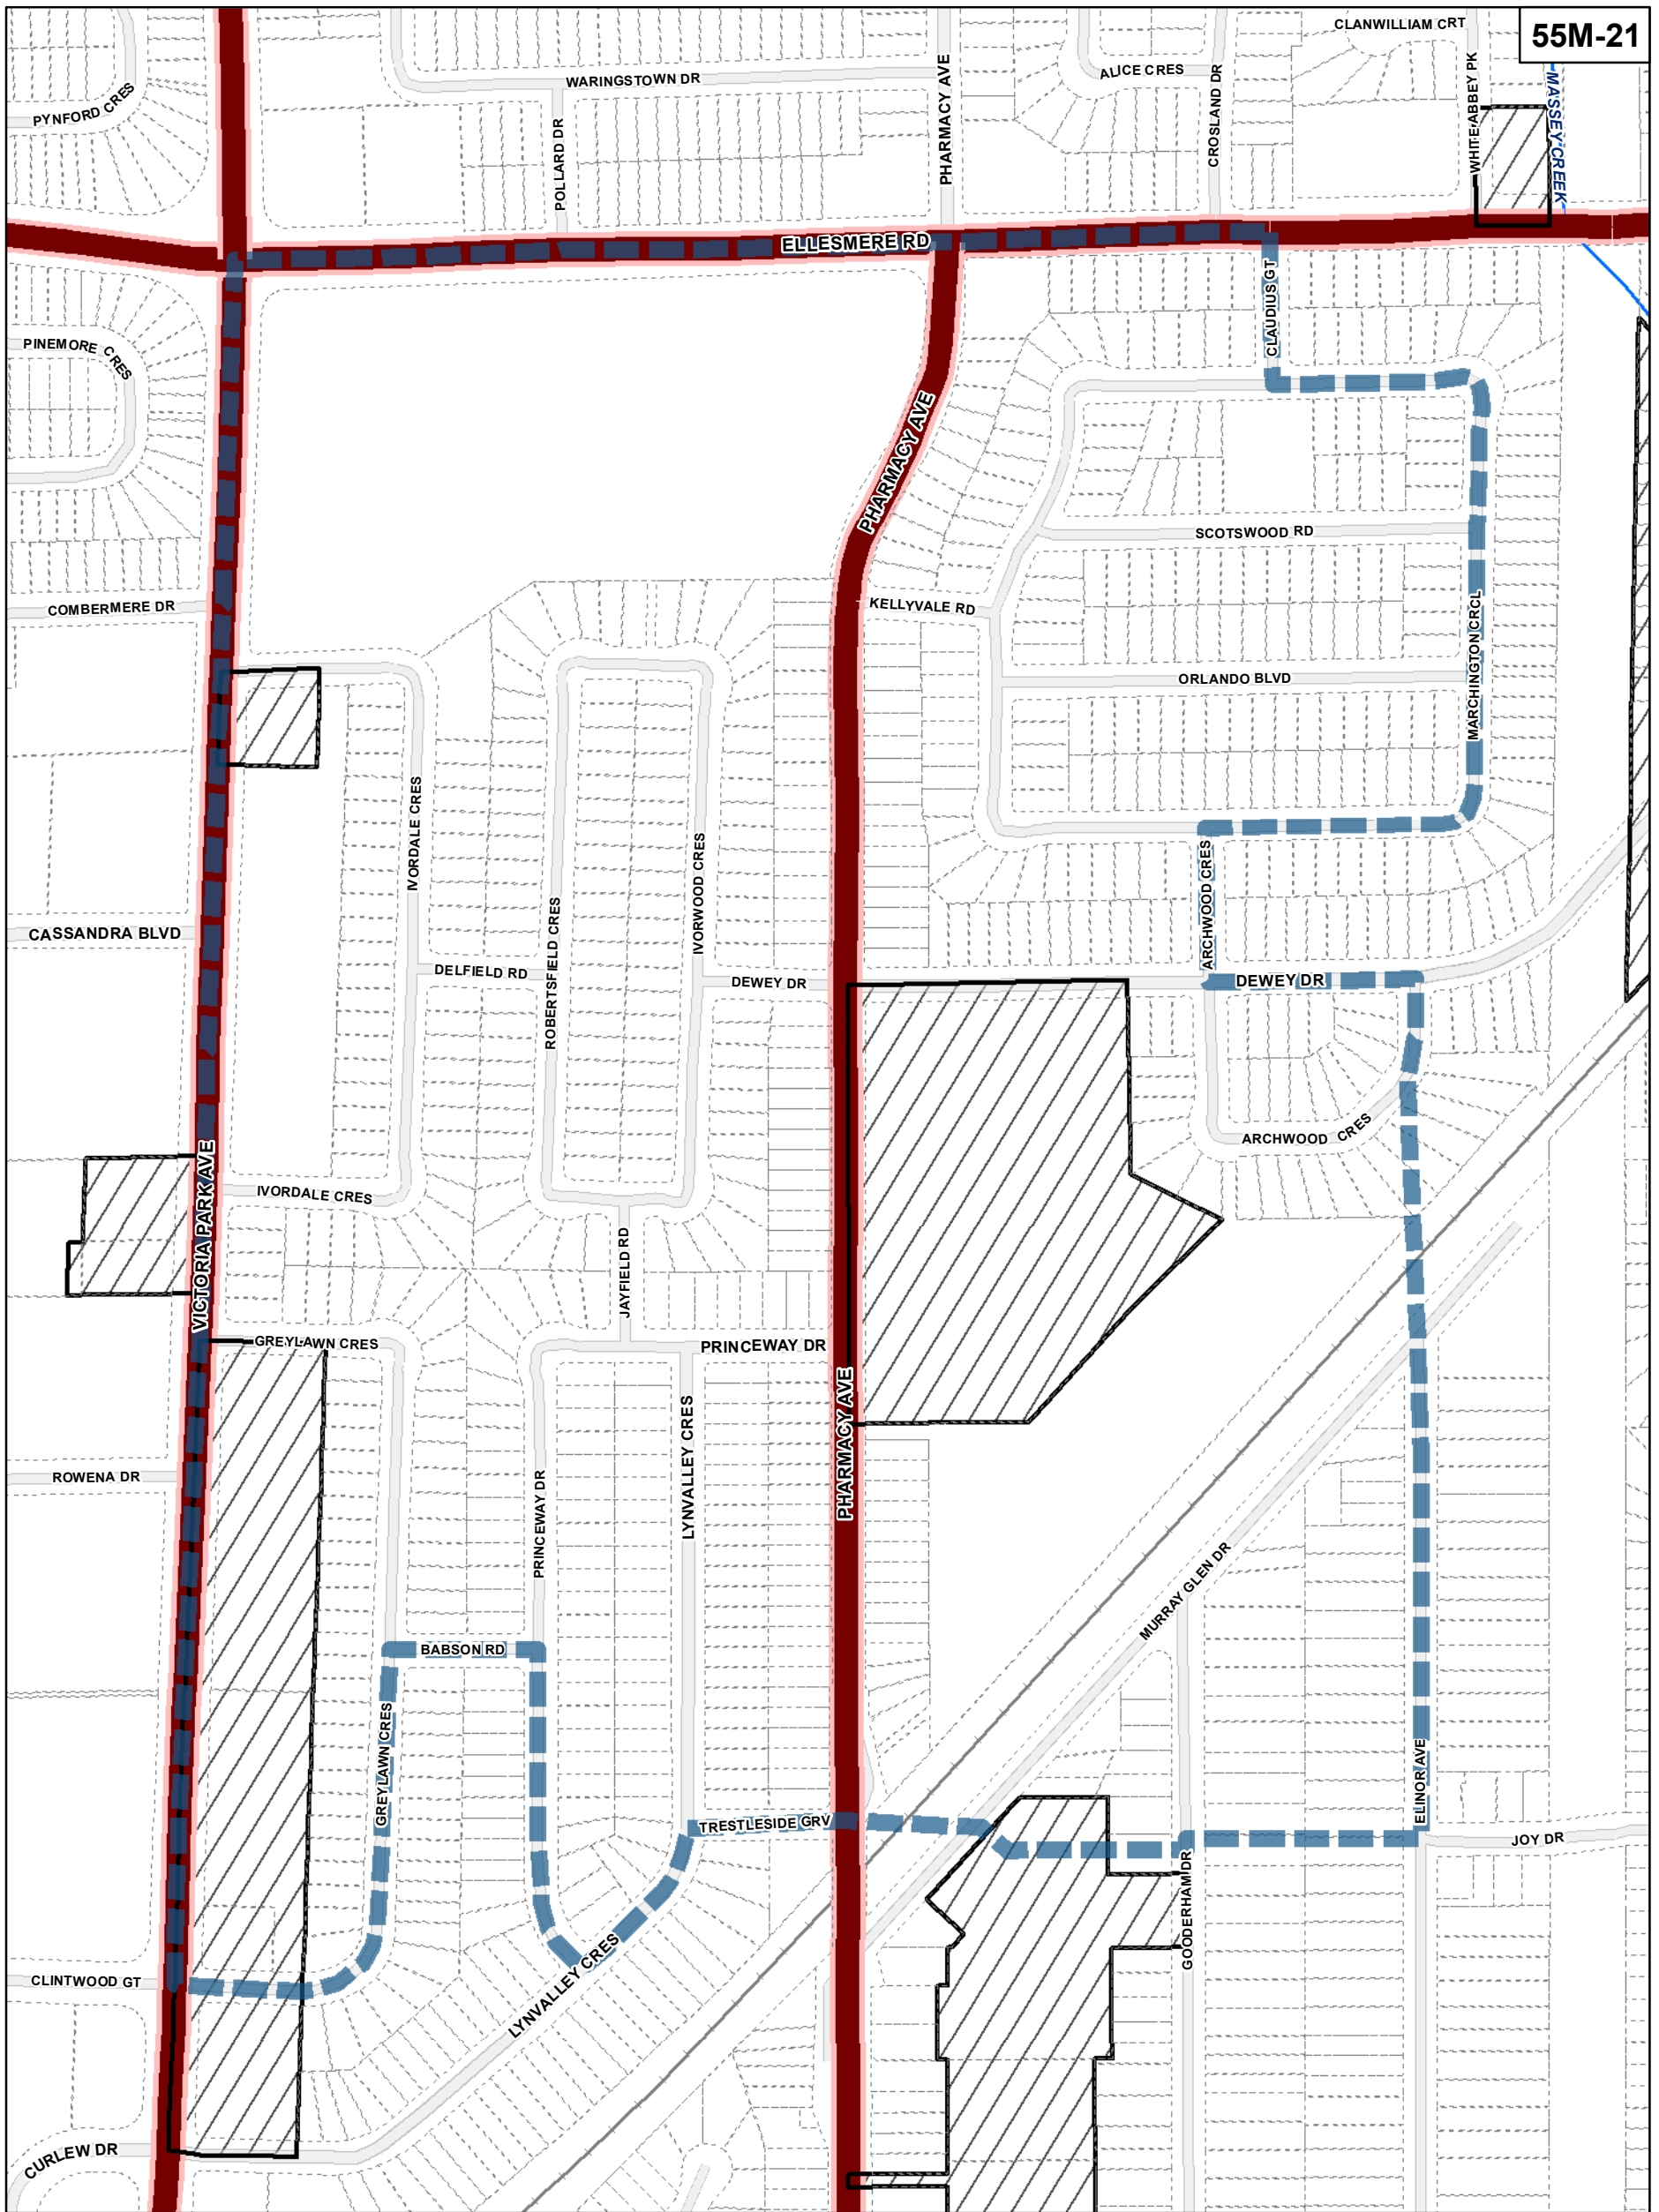 55M-21
CLANWILLIAM CRT
WARINGSTOWN DR
ALICE CRES
PYNFORD CRES
POLLARD DR
PHARMACY AVE
CROSLAND DR
WHITE ABBEY PK
MASSEY CREEK
ELLESMERE RD
CLAUDIUS GT
PINEMORE CRES
PHARMACY AVE
SCOTSWOOD RD
COMBERMERE DR
KELLYVALE RD
MARCHINGTON CRCL
ORLANDO BLVD
IVORDALE CRES
IVORWOOD CRES
ARCHWOOD CRES
ROBERTSFIELD CRES
CASSANDRA BLVD
DELFIELD RD
DEWEY DR
DEWEY DR
ARCHWOOD CRES
VICTORIA PARK AVE
IVORDALE CRES
JAYFIELD RD
GREYLAWN CRES
PRINCEWAY DR
PHARMACY AVE
LYNVALLEY CRES
ROWENA DR
PRINCEWAY DR
MURRAY GLEN DR
BABSON RD
GREYLAWN CRES
ELINOR AVE
TRESTLESIDE GRV
JOY DR
GOODERHAM DR
CLINTWOOD GT
LYNVALLEY CRES
CURLEW DR